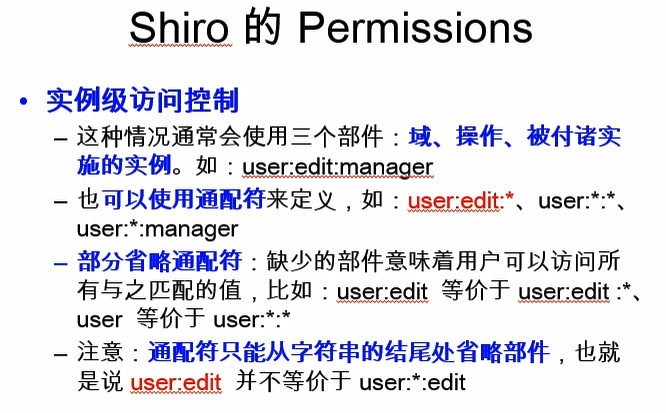 Shiro 的 Permissions
• 实例级访问控制
– 这种情况通常会使用三个部件：域、操作、被付诸实
施的实例。如：user:edit:manager
– 也可以使用通配符来定义，如：user:edit:*、user:*:*、
user:*:manager
– 部分省略通配符：缺少的部件意味着用户可以访问所
有与之匹配的值，比如：user:edit 等价于 user:edit :*、
user 等价于 user:*:*
– 注意：通配符只能从字符串的结尾处省略部件，也就
是说 user:edit 并不等价于 user:*:edit